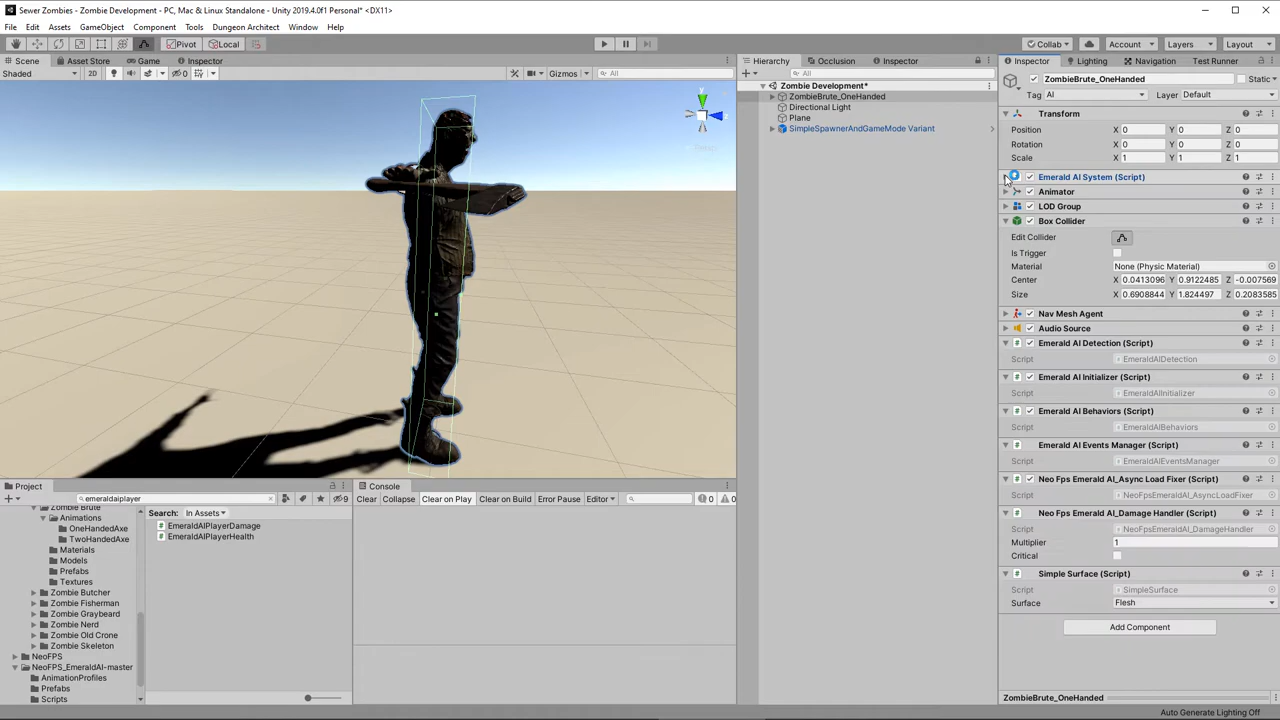 Sewer Zombies - Zombie Development - PC, Mac & Linux Standalone - Unity 2019.4.0f1 Personal* <DX11>
File Edit Assets GameObject Component Tools Dungeon Architect Window Help
Pivot Local Collab Account Layers Layout
Scene Asset Store Game Inspector
Shaded 2D 0 Gizmos All
y
Hierarchy Occlusion Inspector
All
Zombie Development*
ZombieBrute_OneHanded
Directional Light
Plane
SimpleSpawnerAndGameMode Variant
Inspector Lighting Navigation Test Runner
ZombieBrute_OneHanded Static
Tag AI Layer Default
Transform
Position X 0 Y 0 Z 0
Rotation X 0 Y 0 Z 0
Scale X 1 Y 1 Z 1
Emerald AI System (Script)
Animator
LOD Group
Box Collider
Edit Collider
Is Trigger
Material None (Physic Material)
Center X 0.0413096 Y 0.9122485 Z -0.007569
Size X 0.6908844 Y 1.824497 Z 0.2083585
Nav Mesh Agent
Audio Source
Emerald AI Detection (Script)
Script EmeraldAIDetection
Emerald AI Initializer (Script)
Script EmeraldAIInitializer
Emerald AI Behaviors (Script)
Script EmeraldAIBehaviors
Emerald AI Events Manager (Script)
Script EmeraldAIEventsManager
Neo Fps Emerald AI_Async Load Fixer (Script)
Script NeoFpsEmeraldAI_AsyncLoadFixer
Neo Fps Emerald AI_Damage Handler (Script)
Script NeoFpsEmeraldAI_DamageHandler
Multiplier 1
Critical
Simple Surface (Script)
Script SimpleSurface
Surface Flesh
Add Component
ZombieBrute_OneHanded
Auto Generate Lighting Off
Project
emeraldaiplayer 9
Zombie Brute
Animations
OneHandedAxe
TwoHandedAxe
Materials
Models
Prefabs
Textures
Zombie Butcher
Zombie Fisherman
Zombie Graybeard
Zombie Nerd
Zombie Old Crone
Zombie Skeleton
NeoFPS
NeoFPS_EmeraldAI-master
AnimationProfiles
Prefabs
Scripts
Search: In Assets
EmeraldAIPlayerDamage
EmeraldAIPlayerHealth
Console
Clear Collapse Clear on Play Clear on Build Error Pause Editor 0 0